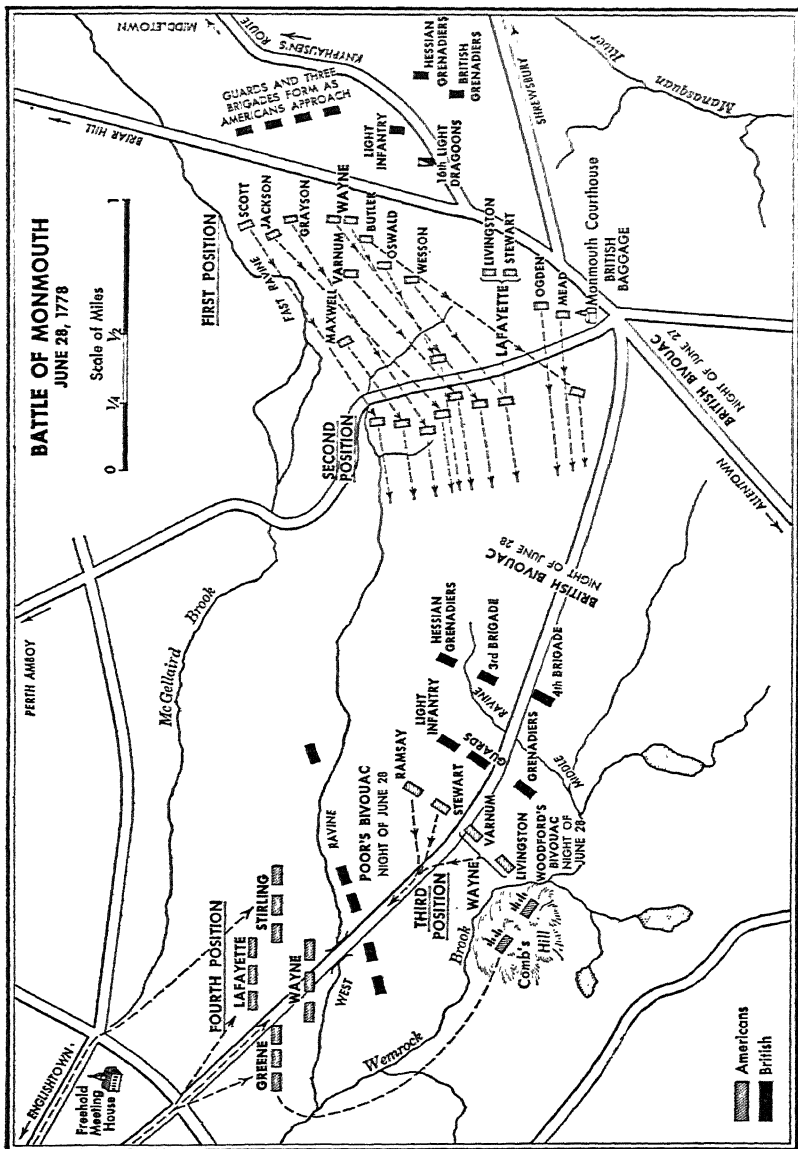 BATTLE OF MONMOUTH
JUNE 28, 1778
Scale of Miles
0
1/4
1/2
1
PERTH AMBOY
BRIAR HILL
MIDDLETOWN
KNYPHAUSEN'S
ROUTE
GUARDS AND THREE
BRIGADES FORM AS
AMERICANS APPROACH
HESSIAN
GRENADIERS
BRITISH
GRENADIERS
LIGHT
INFANTRY
16th LIGHT
DRAGOONS
SHREWSBURY
Manasquan
River
FIRST POSITION
SCOTT
JACKSON
GRAYSON
WAYNE
BUTLER
VARNUM
OSWALD
WESSON
MAXWELL
EAST RAVINE
LAFAYETTE
LIVINGSTON
STEWART
OGDEN
MEAD
Monmouth Courthouse
BRITISH
BAGGAGE
SECOND
POSITION
BRITISH BIVOUAC
NIGHT OF JUNE 27
ALLENTOWN
BRITISH BIVOUAC
NIGHT OF JUNE 28
McGellaird
Brook
HESSIAN
GRENADIERS
3rd BRIGADE
4th BRIGADE
LIGHT
INFANTRY
GUARDS
GRENADIERS
MIDDLE
RAVINE
RAMSAY
STEWART
VARNUM
LIVINGSTON
WOODFORD'S
BIVOUAC
NIGHT OF
JUNE 28
POOR'S BIVOUAC
NIGHT OF JUNE 28
THIRD
POSITION
WAYNE
WEST
RAVINE
ENGLISHTOWN
Freehold
Meeting
House
FOURTH POSITION
LAFAYETTE
STIRLING
GREENE
WAYNE
Wemrock
Brook
Comb's
Hill
Americans
British